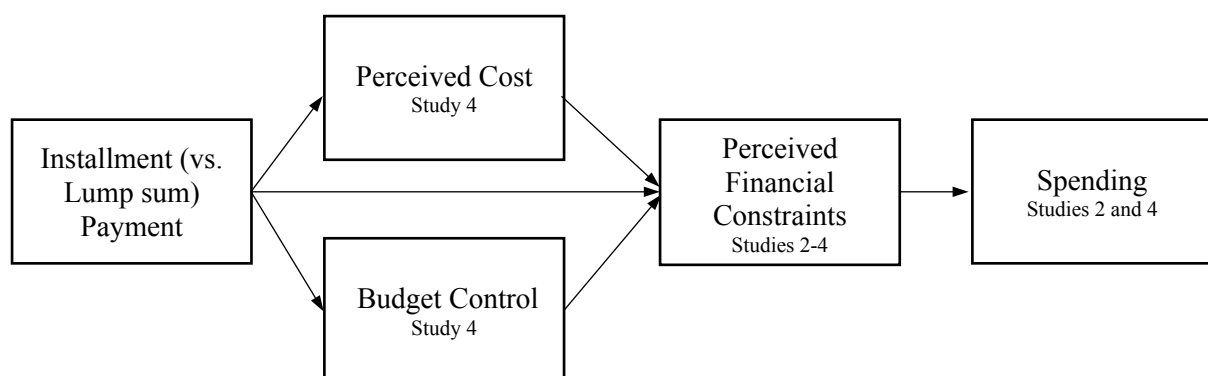 Installment (vs.
Lump sum)
Payment
Perceived Cost
Study 4
Budget Control
Study 4
Perceived
Financial
Constraints
Studies 2-4
Spending
Studies 2 and 4